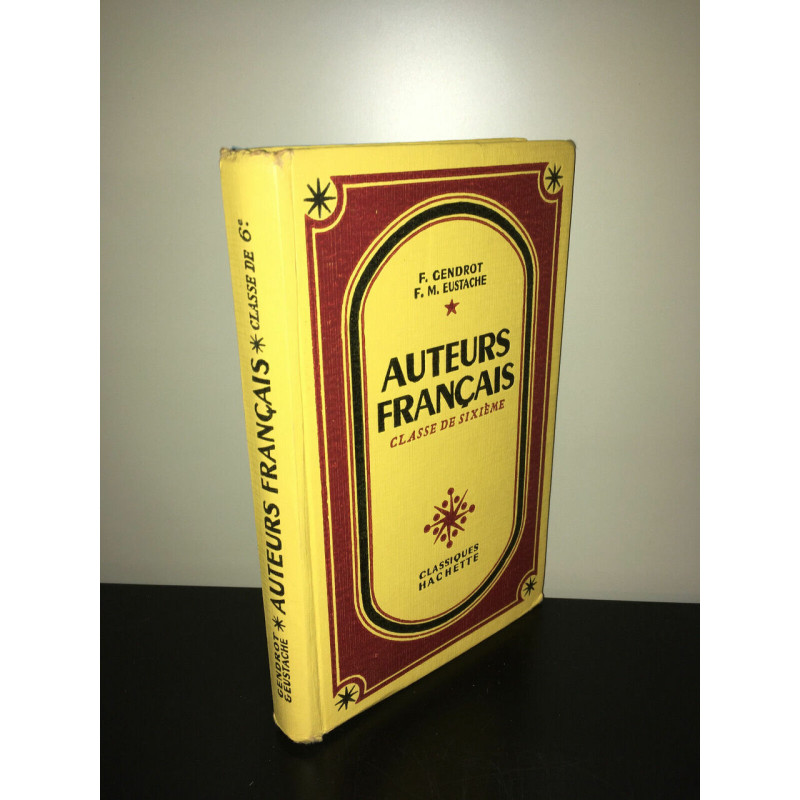 F. GENDROT
F. M. EUSTACHE
AUTEURS
FRANÇAIS
CLASSE DE SIXIÈME
CLASSIQUES
HACHETTE
GENDROT
& EUSTACHE * AUTEURS FRANÇAIS * CLASSE DE 6e